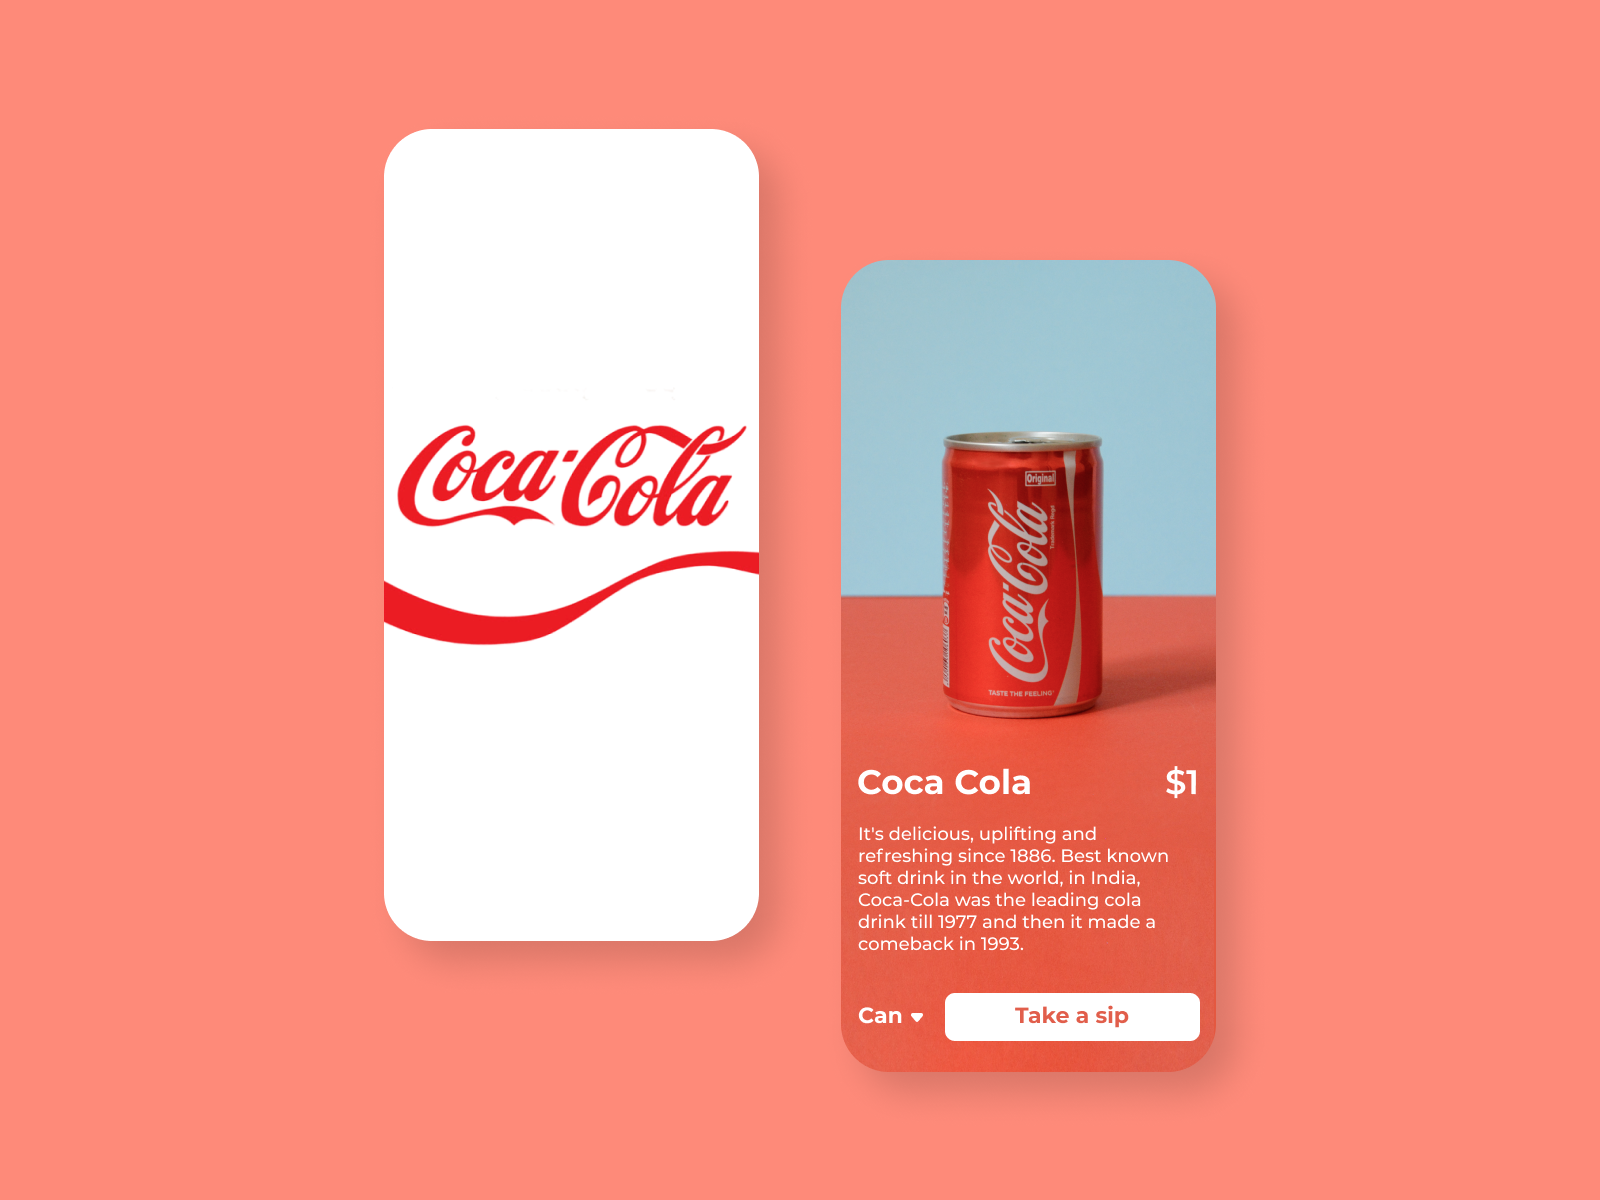 Coca-Cola
Original
Coca-Cola
Trademark Regd.
TASTE THE FEELING
Coca Cola
$1
It's delicious, uplifting and
refreshing since 1886. Best known
soft drink in the world, in India,
Coca-Cola was the leading cola
drink till 1977 and then it made a
comeback in 1993.
Can
Take a sip